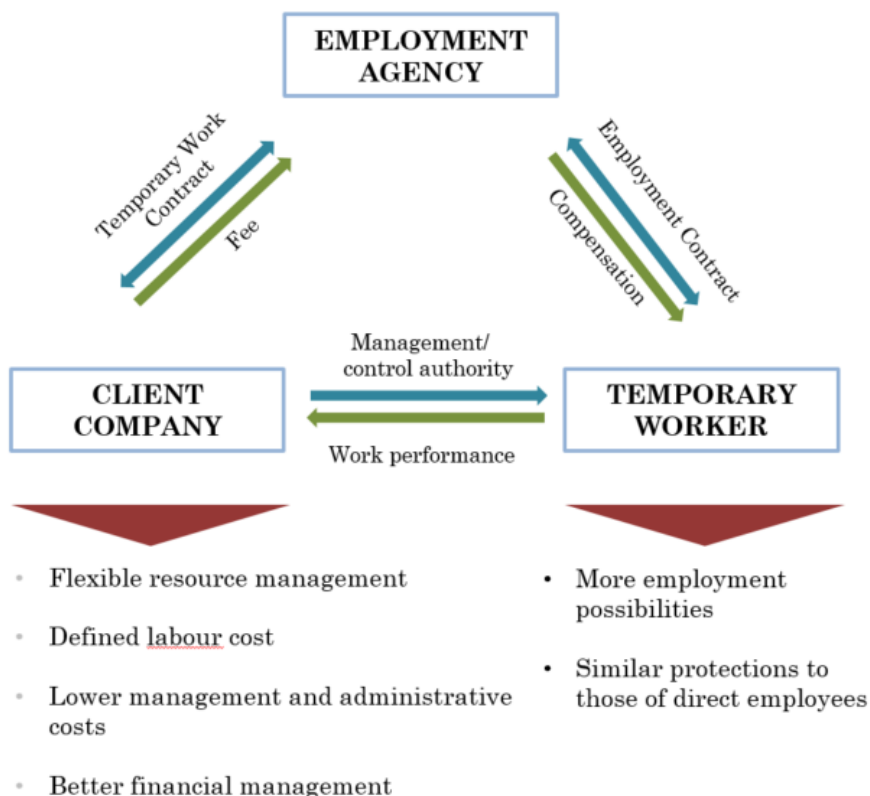 EMPLOYMENT
AGENCY
Temporary Work
Contract
Fee
Employment Contract
Compensation
Management/
control authority
CLIENT
COMPANY
TEMPORARY
WORKER
Work performance
• Flexible resource management
• Defined labour cost
• Lower management and administrative
costs
• Better financial management
• More employment
possibilities
• Similar protections to
those of direct employees